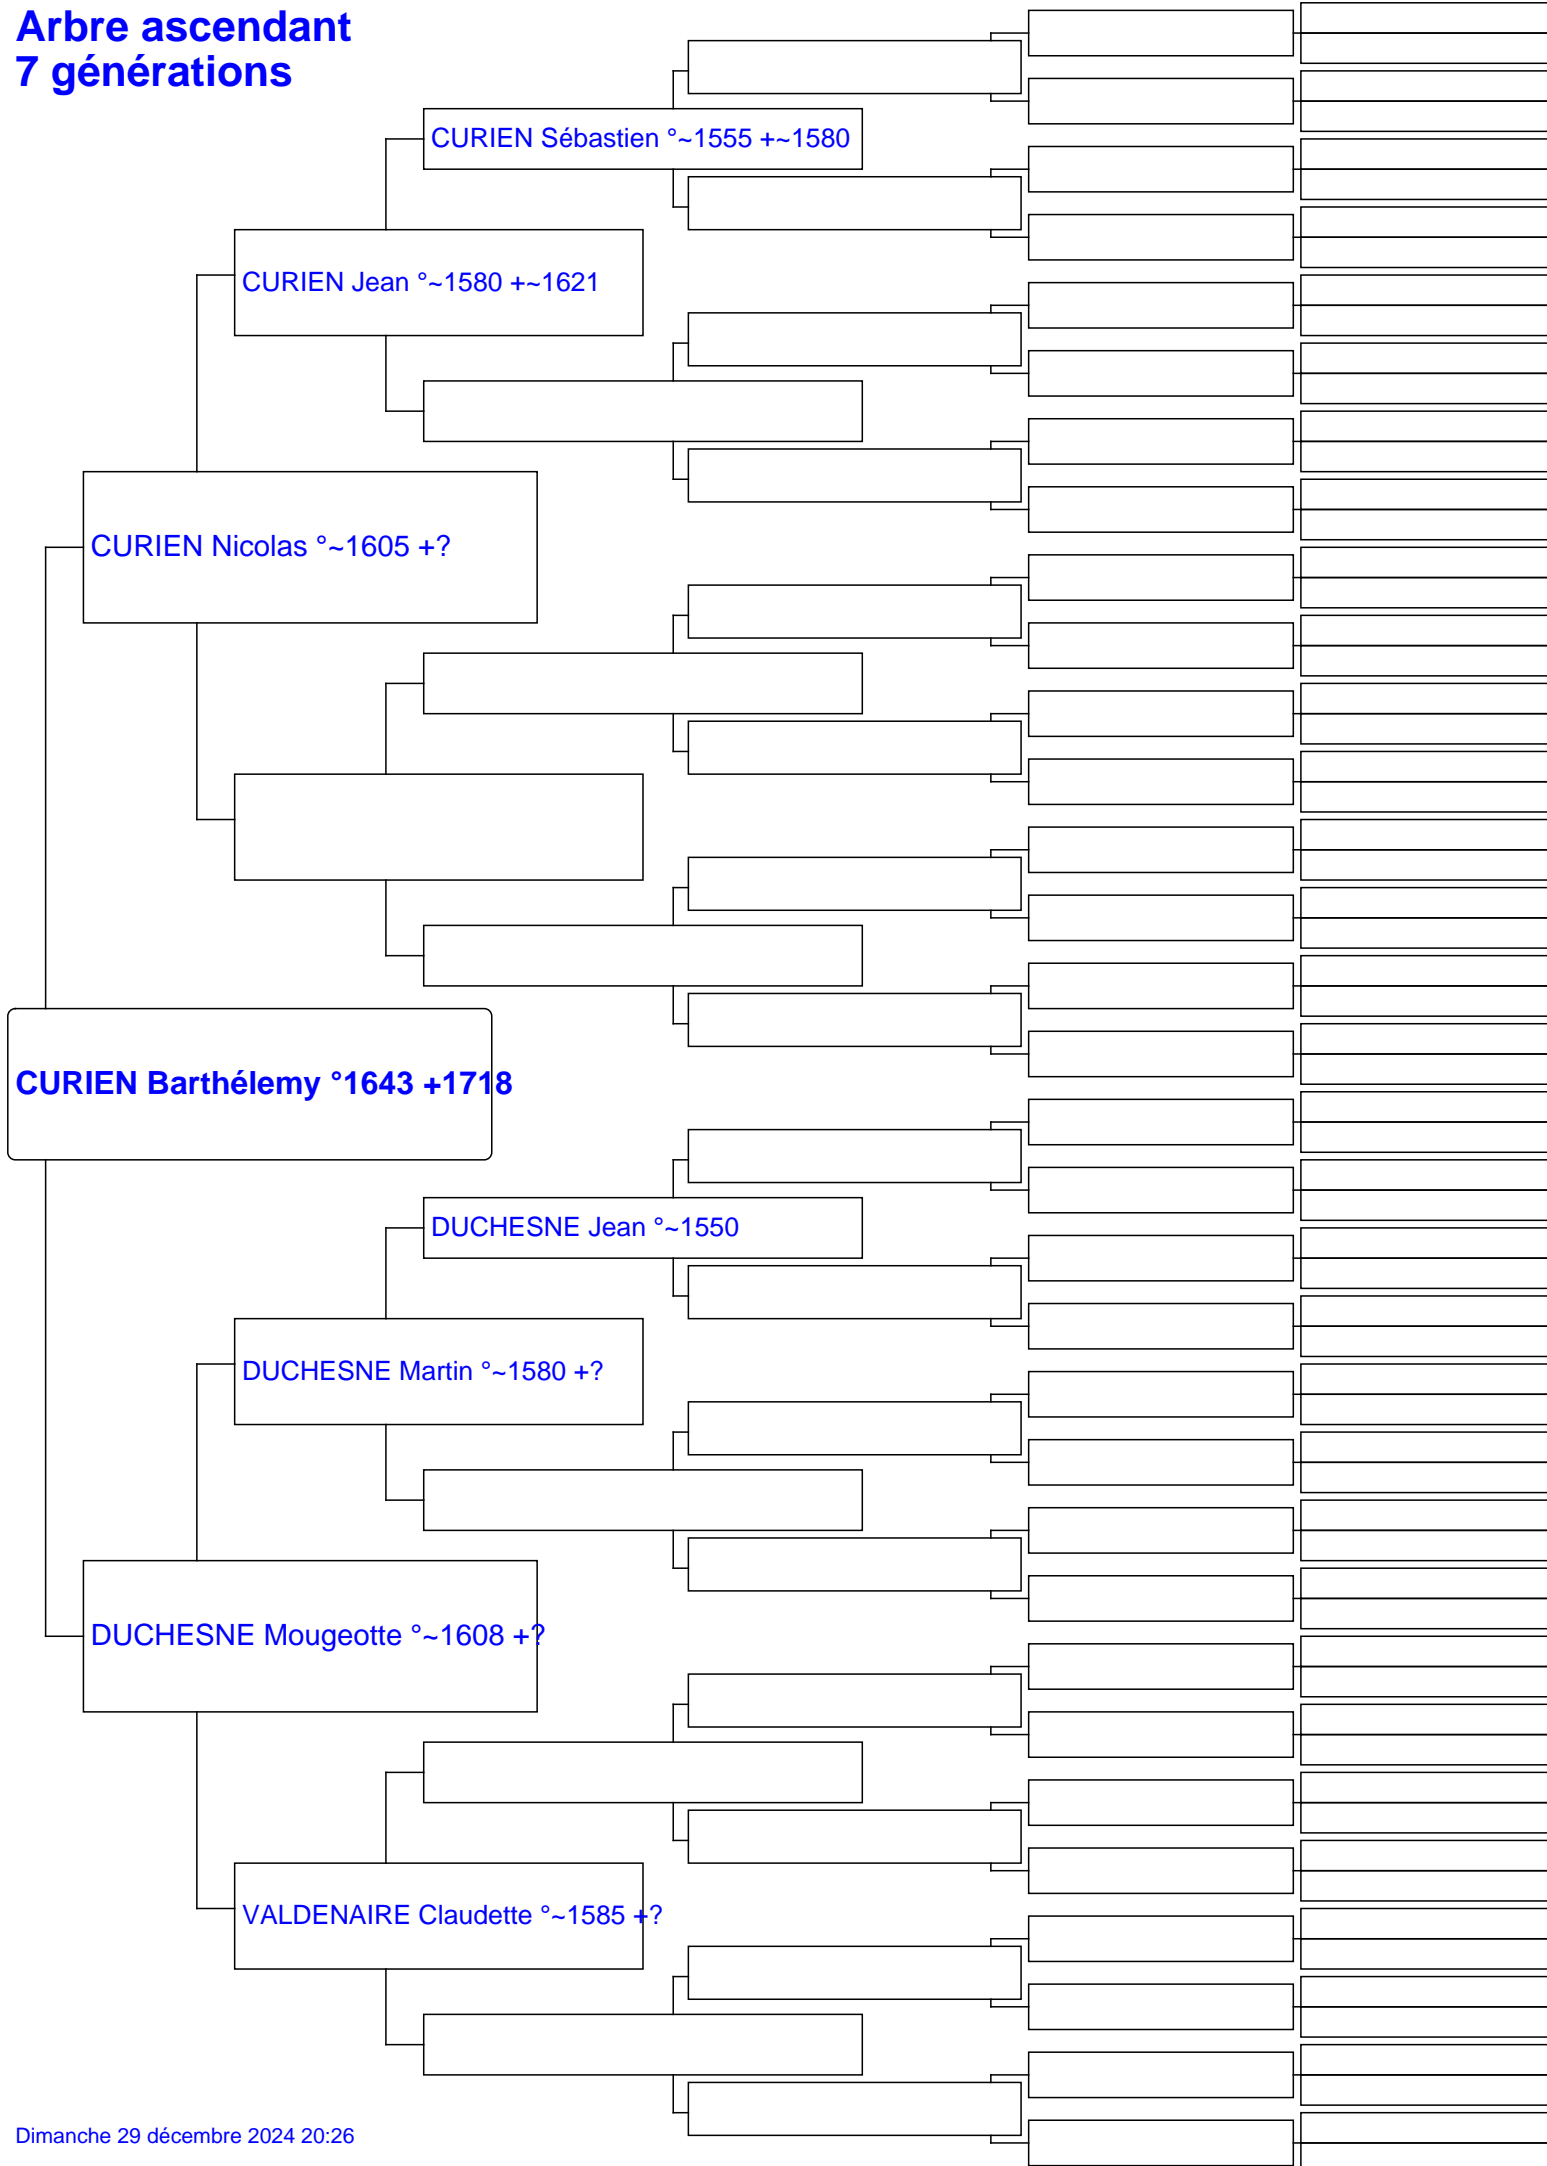 Arbre ascendant
7 générations
CURIEN Sébastien °~1555 +~1580
CURIEN Jean °~1580 +~1621
CURIEN Nicolas °~1605 +?
CURIEN Barthélemy °1643 +1718
DUCHESNE Jean °~1550
DUCHESNE Martin °~1580 +?
DUCHESNE Mougeotte °~1608 +?
VALDENAIRE Claudette °~1585 +?
Dimanche 29 décembre 2024 20:26